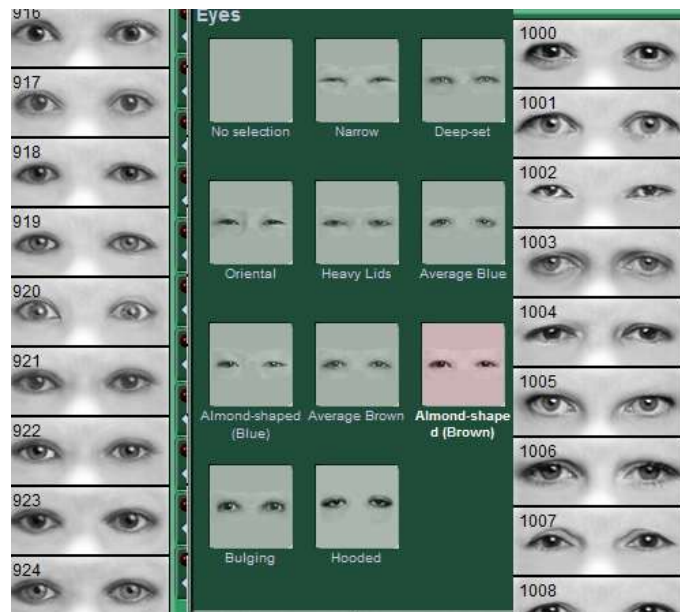 916
917
918
919
920
921
922
923
924
Eyes
No selection
Narrow
Deep-set
Oriental
Heavy Lids
Average Blue
Almond-shaped
(Blue)
Average Brown
Almond-shape
d (Brown)
Bulging
Hooded
1000
1001
1002
1003
1004
1005
1006
1007
1008